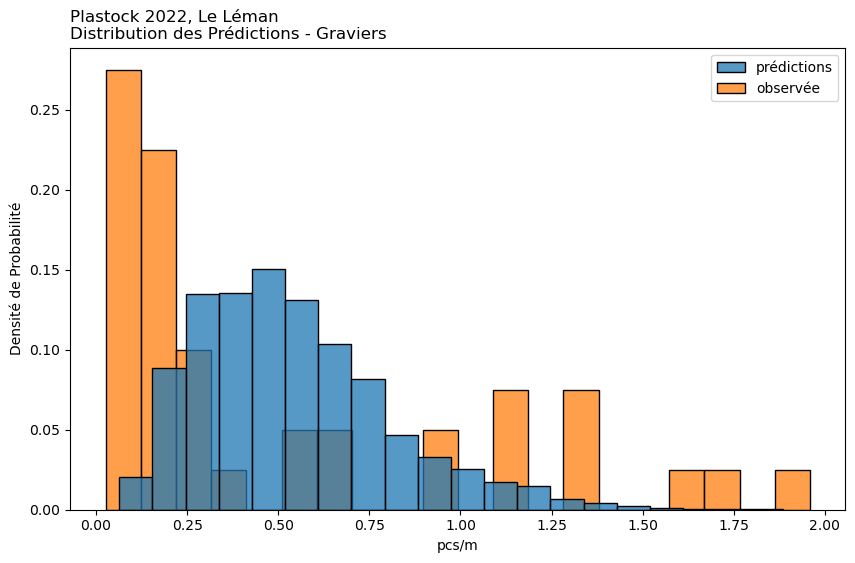 Plastock 2022, Le Léman
Distribution des Prédictions - Graviers
prédictions
observée
Densité de Probabilité
0.25
0.20
0.15
0.10
0.05
0.00
0.00 0.25 0.50 0.75 1.00 1.25 1.50 1.75 2.00
pcs/m